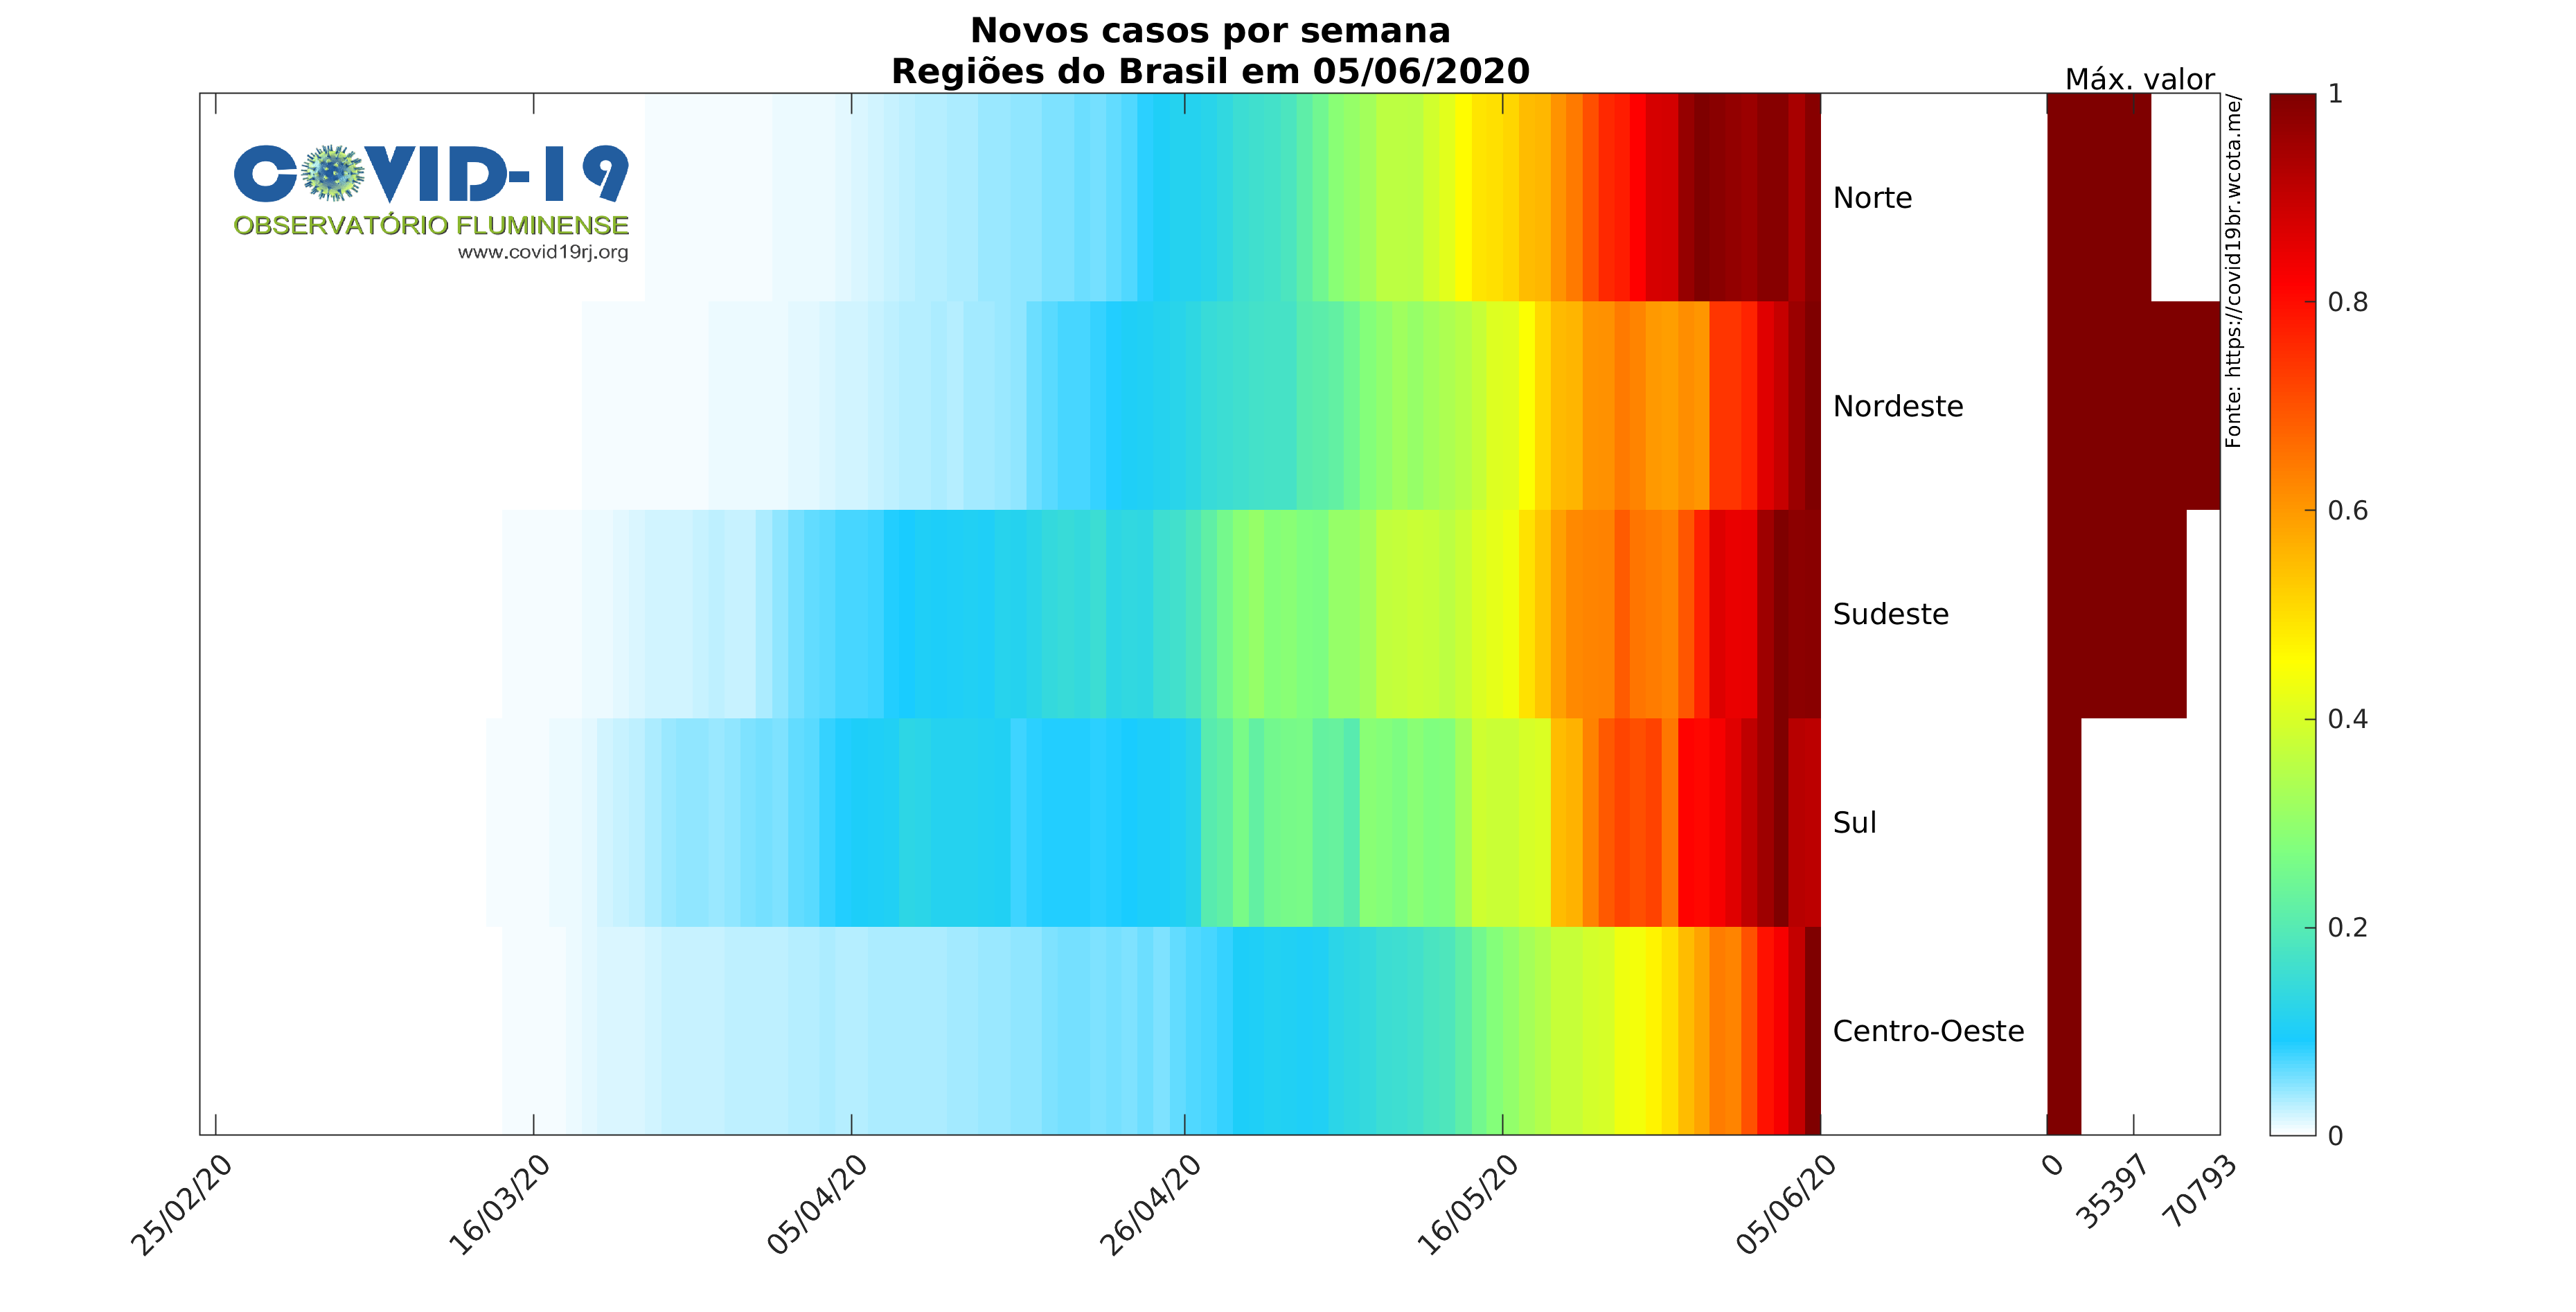 Novos casos por semana
Regiões do Brasil em 05/06/2020
Máx. valor
COVID-19
OBSERVATÓRIO FLUMINENSE
www.covid19rj.org
Norte
Nordeste
Sudeste
Sul
Centro-Oeste
Fonte: https://covid19br.wcota.me/
1
0.8
0.6
0.4
0.2
0
25/02/20
16/03/20
05/04/20
26/04/20
16/05/20
05/06/20
0
35397
70793